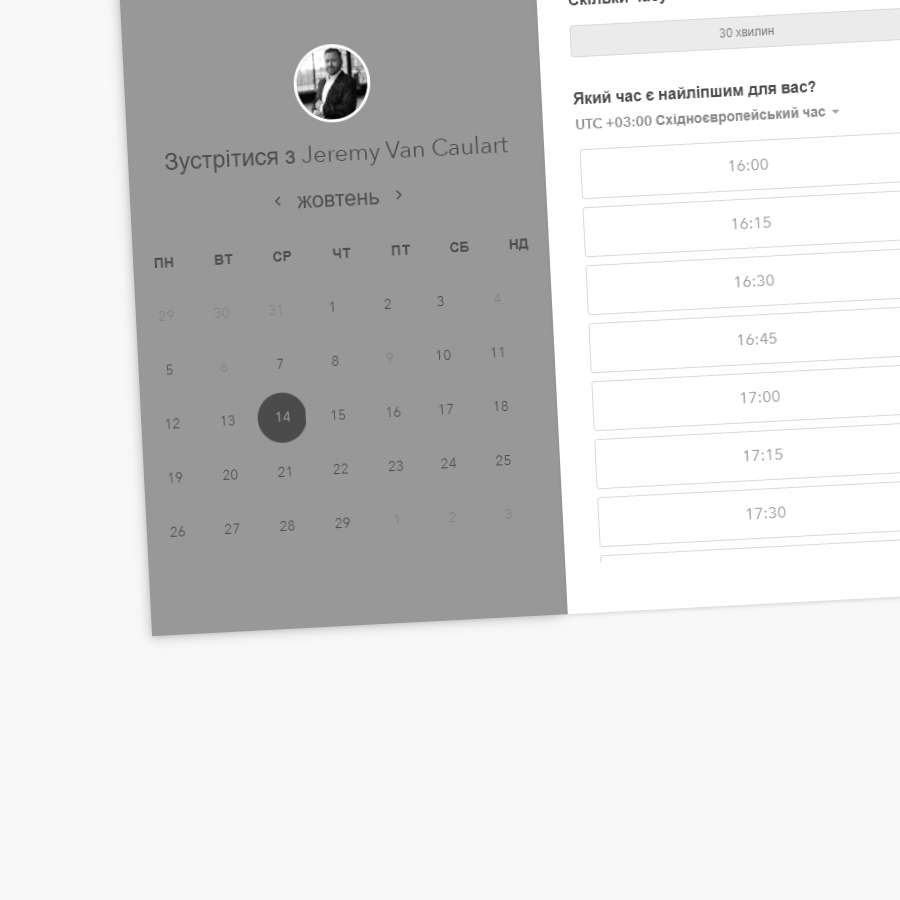 Зустрітися з Jeremy Van Caulart
‹ жовтень ›
ПН ВТ СР ЧТ ПТ СБ НД
29 30 31 1 2 3 4
5 6 7 8 9 10 11
12 13 14 15 16 17 18
19 20 21 22 23 24 25
26 27 28 29 1 2 3
Скільки часу
30 хвилин
Який час є найліпшим для вас?
UTC +03:00 Східноєвропейський час
16:00
16:15
16:30
16:45
17:00
17:15
17:30